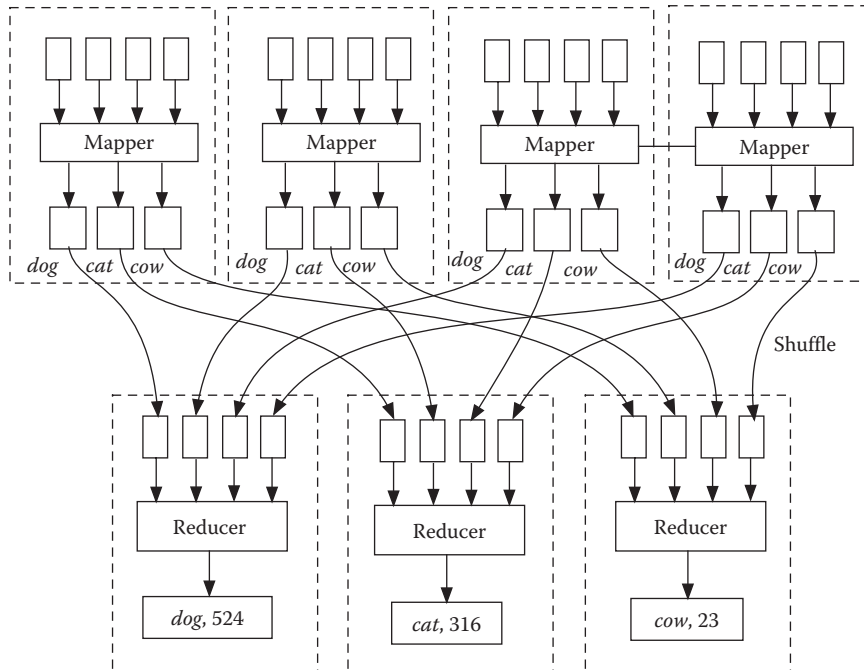 Mapper
Mapper
Mapper
Mapper
dog cat cow
dog cat cow
dog cat cow
dog cat cow
Shuffle
Reducer
Reducer
Reducer
dog, 524
cat, 316
cow, 23